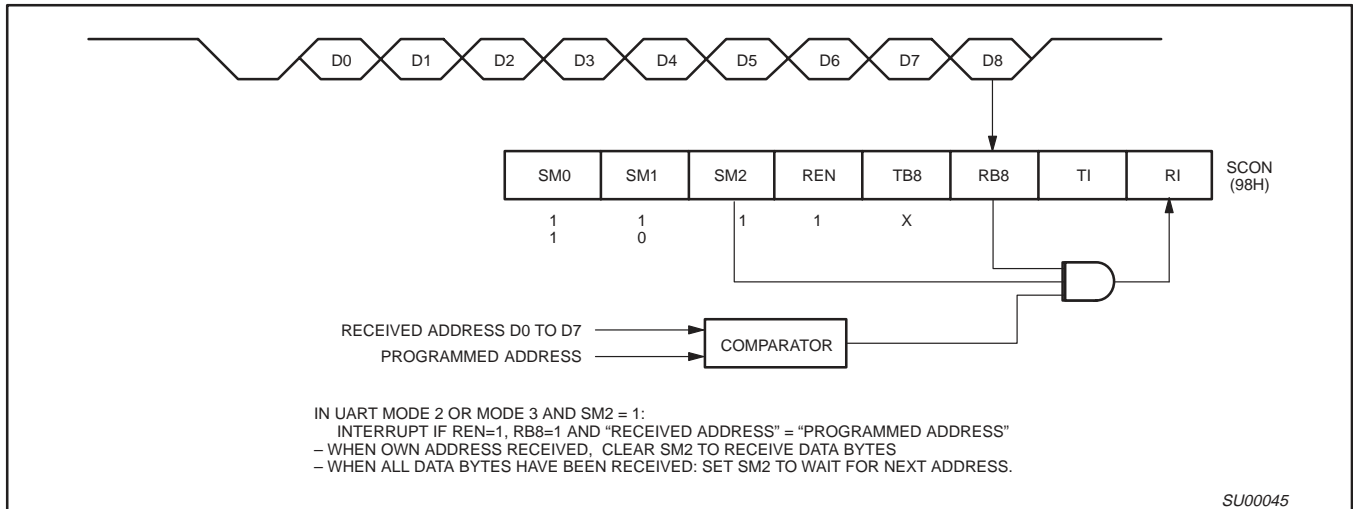 D0 D1 D2 D3 D4 D5 D6 D7 D8
SM0 SM1 SM2 REN TB8 RB8 TI RI
SCON
(98H)
1 1 1 1 X
1 0
RECEIVED ADDRESS D0 TO D7
PROGRAMMED ADDRESS
COMPARATOR
IN UART MODE 2 OR MODE 3 AND SM2 = 1:
INTERRUPT IF REN=1, RB8=1 AND “RECEIVED ADDRESS” = “PROGRAMMED ADDRESS”
– WHEN OWN ADDRESS RECEIVED, CLEAR SM2 TO RECEIVE DATA BYTES
– WHEN ALL DATA BYTES HAVE BEEN RECEIVED: SET SM2 TO WAIT FOR NEXT ADDRESS.
SU00045